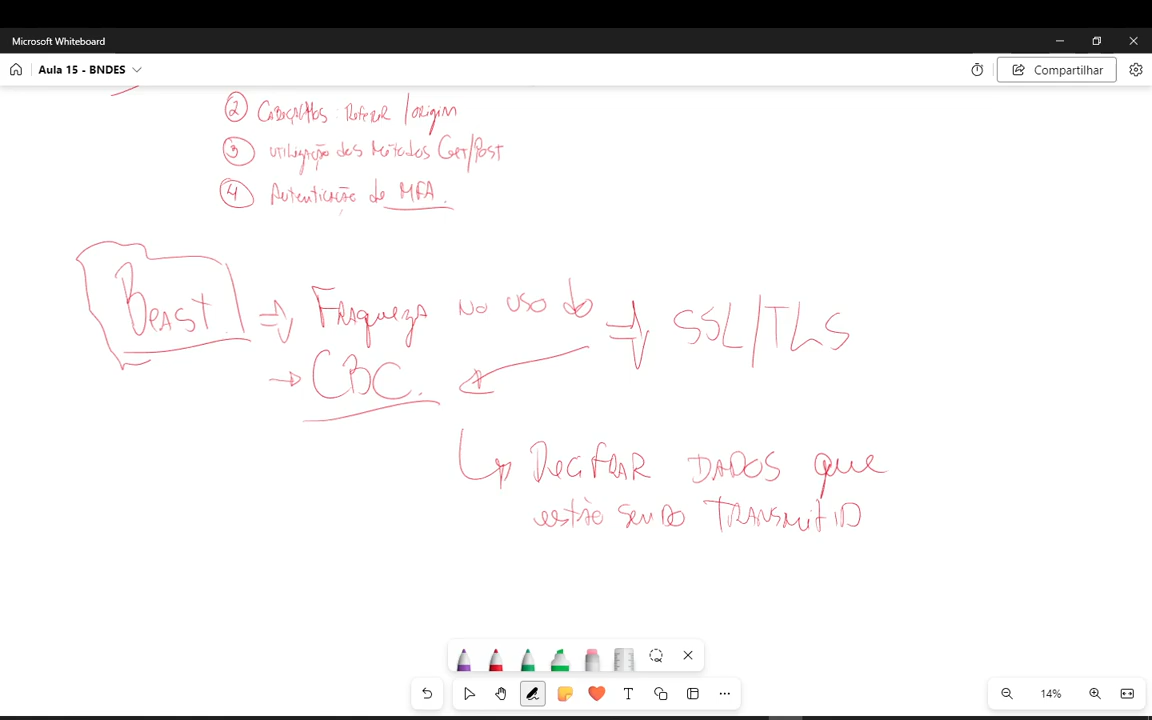 Microsoft Whiteboard
Aula 15 - BNDES
Compartilhar
② Cabeçalhos: Referer / origin
③ Utilização dos Métodos Get/Post
④ Autenticação de MFA.
Beast. ⇒ Fraqueza no uso do ⇒ SSL/TLS
→ CBC.
↳ Decifrar DADOS que
estão sendo TRANSMITID
14%